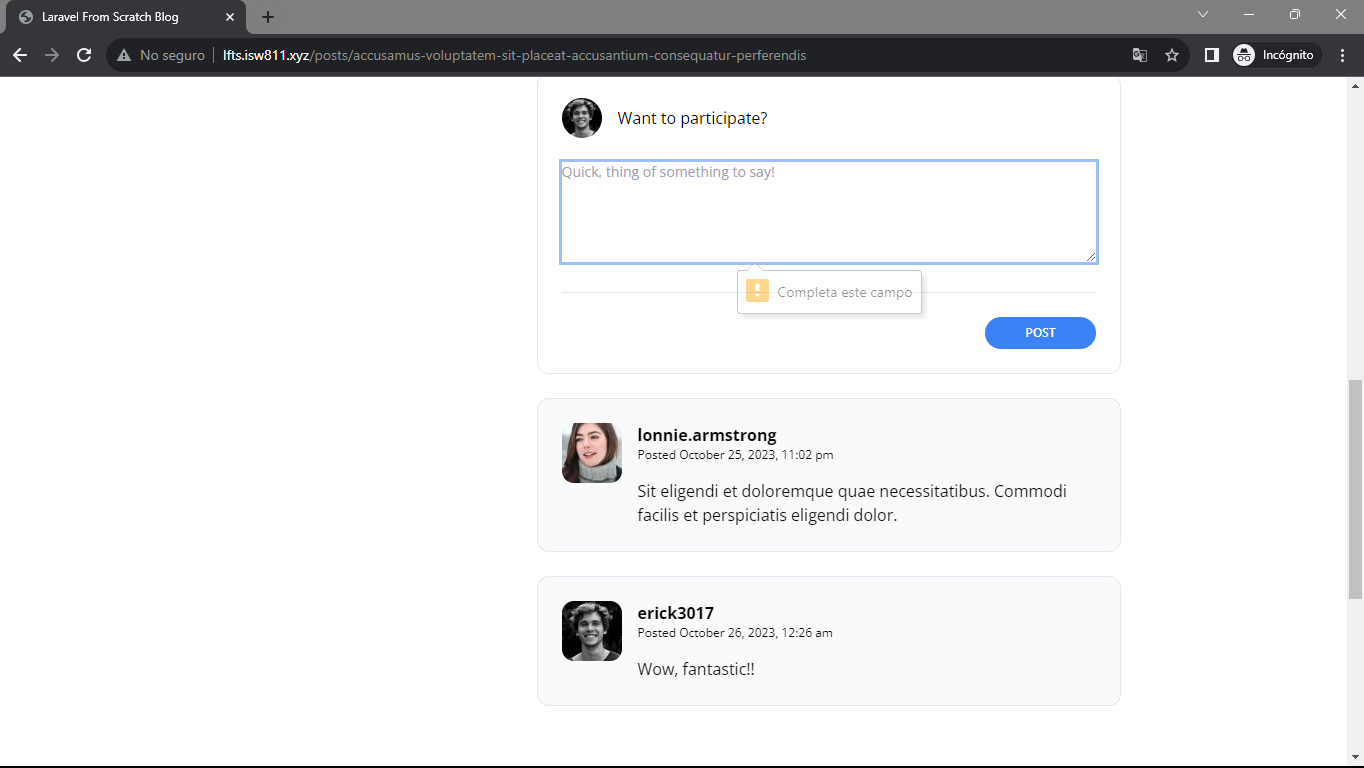 Laravel From Scratch Blog
No seguro
lfts.isw811.xyz/posts/accusamus-voluptatem-sit-placeat-accusantium-consequatur-perferendis
Incógnito
Want to participate?
Quick, thing of something to say!
Completa este campo
POST
lonnie.armstrong
Posted October 25, 2023, 11:02 pm
Sit eligendi et doloremque quae necessitatibus. Commodi
facilis et perspiciatis eligendi dolor.
erick3017
Posted October 26, 2023, 12:26 am
Wow, fantastic!!